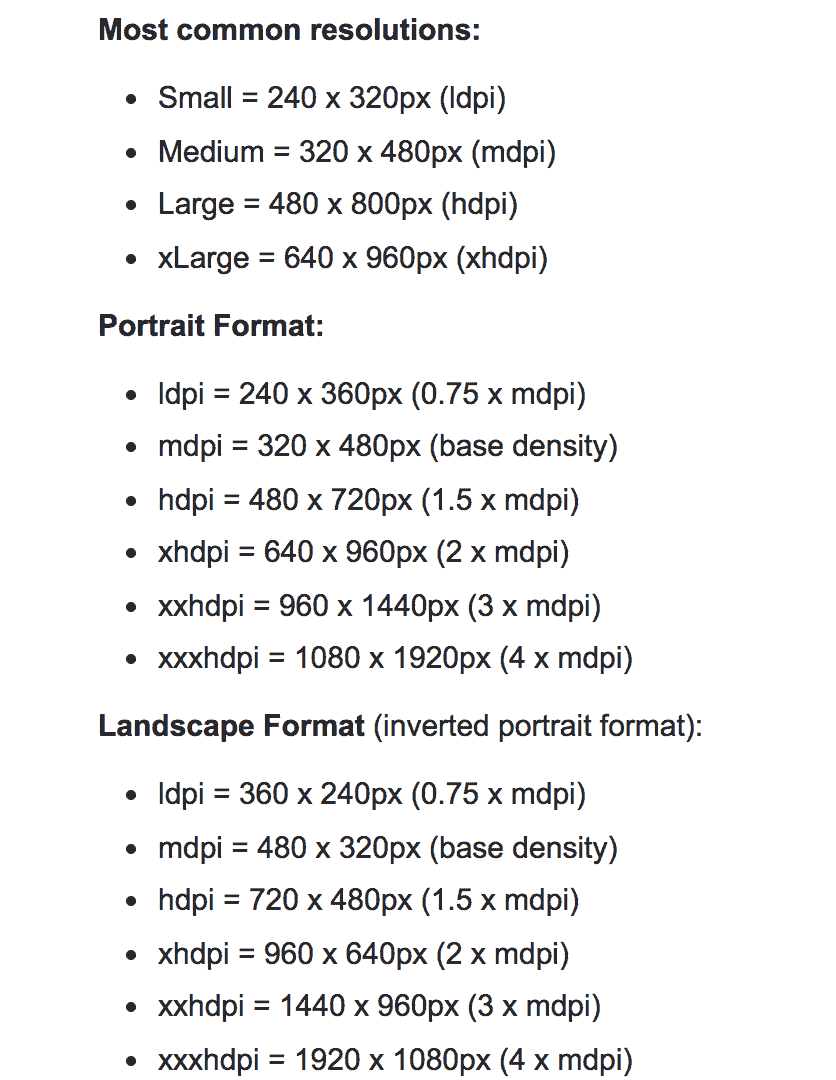 Most common resolutions:
• Small = 240 x 320px (ldpi)
• Medium = 320 x 480px (mdpi)
• Large = 480 x 800px (hdpi)
• xLarge = 640 x 960px (xhdpi)
Portrait Format:
• ldpi = 240 x 360px (0.75 x mdpi)
• mdpi = 320 x 480px (base density)
• hdpi = 480 x 720px (1.5 x mdpi)
• xhdpi = 640 x 960px (2 x mdpi)
• xxhdpi = 960 x 1440px (3 x mdpi)
• xxxhdpi = 1080 x 1920px (4 x mdpi)
Landscape Format (inverted portrait format):
• ldpi = 360 x 240px (0.75 x mdpi)
• mdpi = 480 x 320px (base density)
• hdpi = 720 x 480px (1.5 x mdpi)
• xhdpi = 960 x 640px (2 x mdpi)
• xxhdpi = 1440 x 960px (3 x mdpi)
• xxxhdpi = 1920 x 1080px (4 x mdpi)